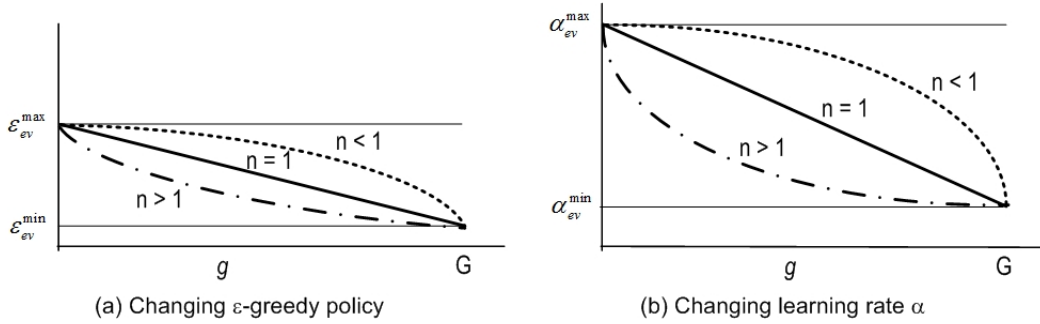 ε_ev^max
ε_ev^min
n < 1
n = 1
n > 1
g
G
(a) Changing ε-greedy policy
α_ev^max
α_ev^min
n < 1
n = 1
n > 1
g
G
(b) Changing learning rate α